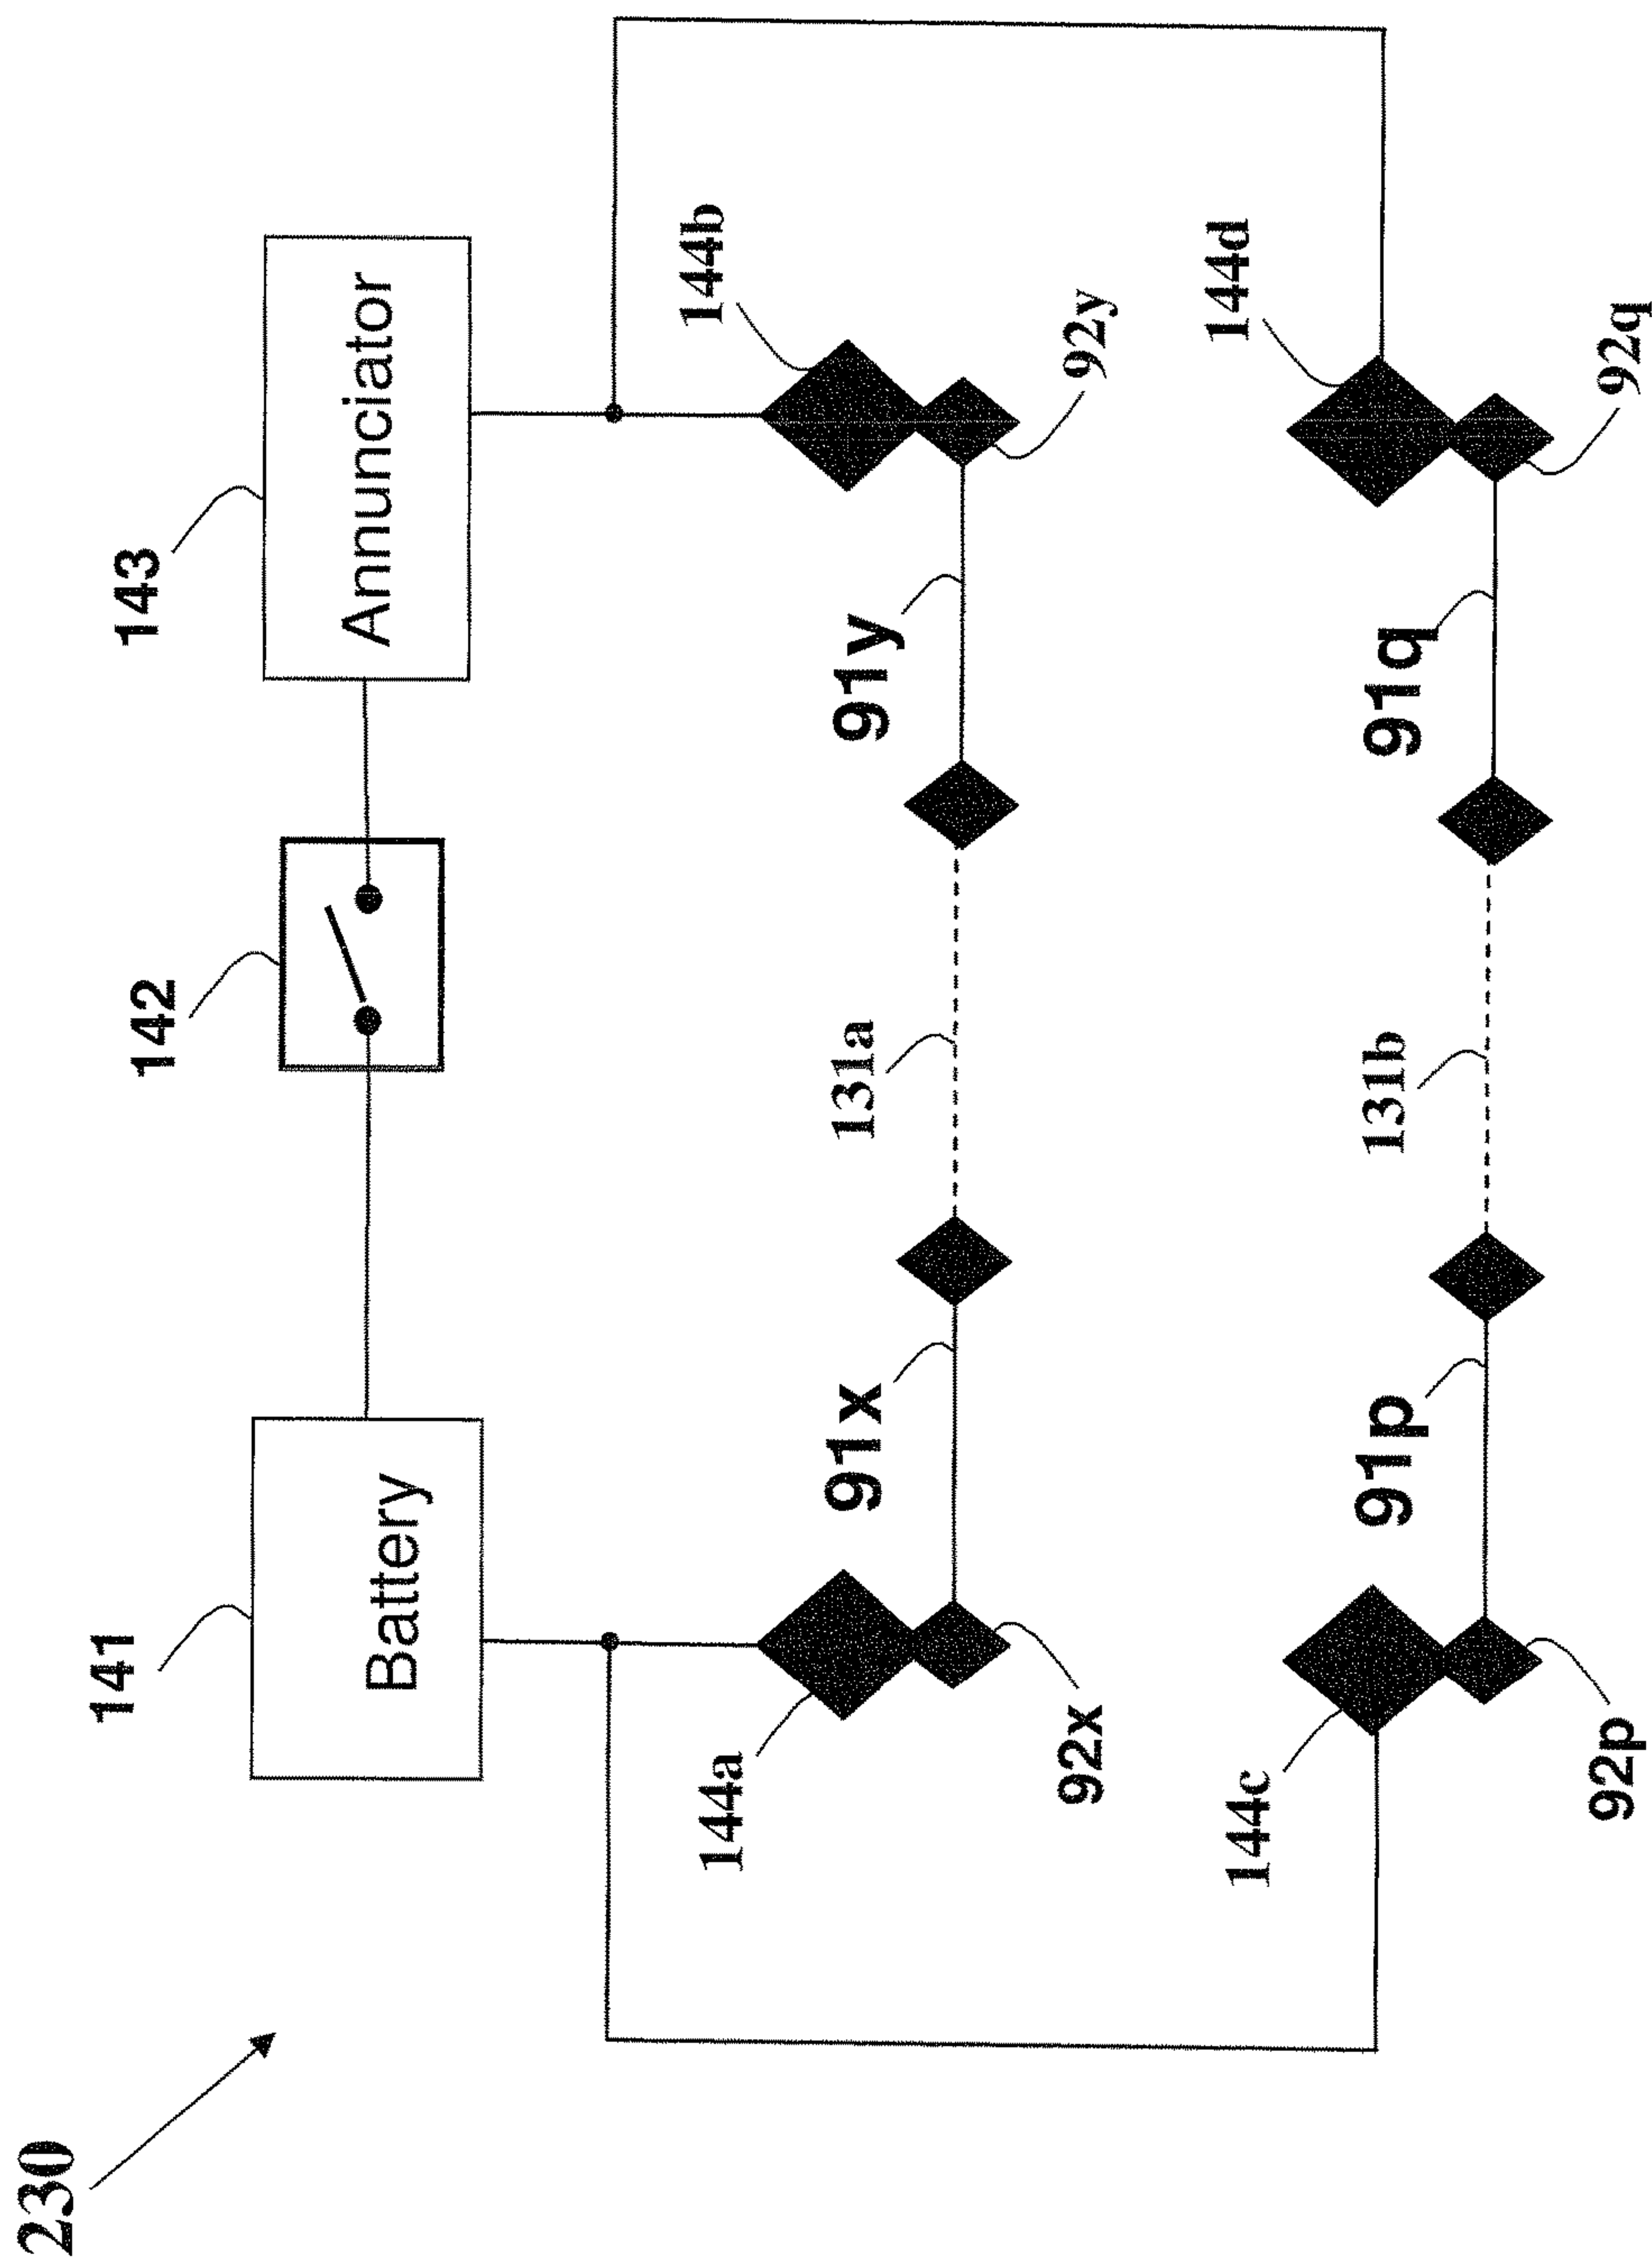 230
141
Battery
142
143
Annunciator
144a
92x
91x
131a
91y
144b
92y
144c
92p
91p
131b
91q
144d
92q